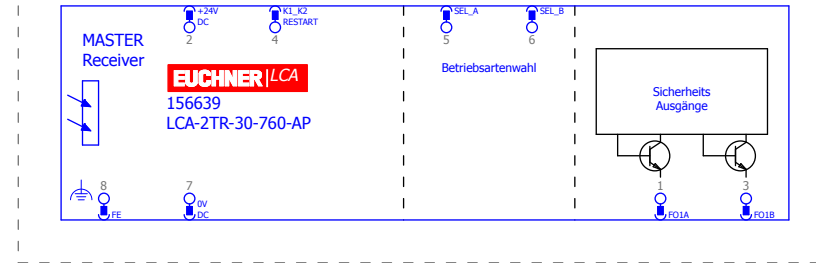 +24V
DC
2
K1_K2
RESTART
4
SEL_A
5
SEL_B
6
MASTER
Receiver
EUCHNER LCA
156639
LCA-2TR-30-760-AP
Betriebsartenwahl
Sicherheits
Ausgänge
8
FE
7
0V
DC
1
FO1A
3
FO1B